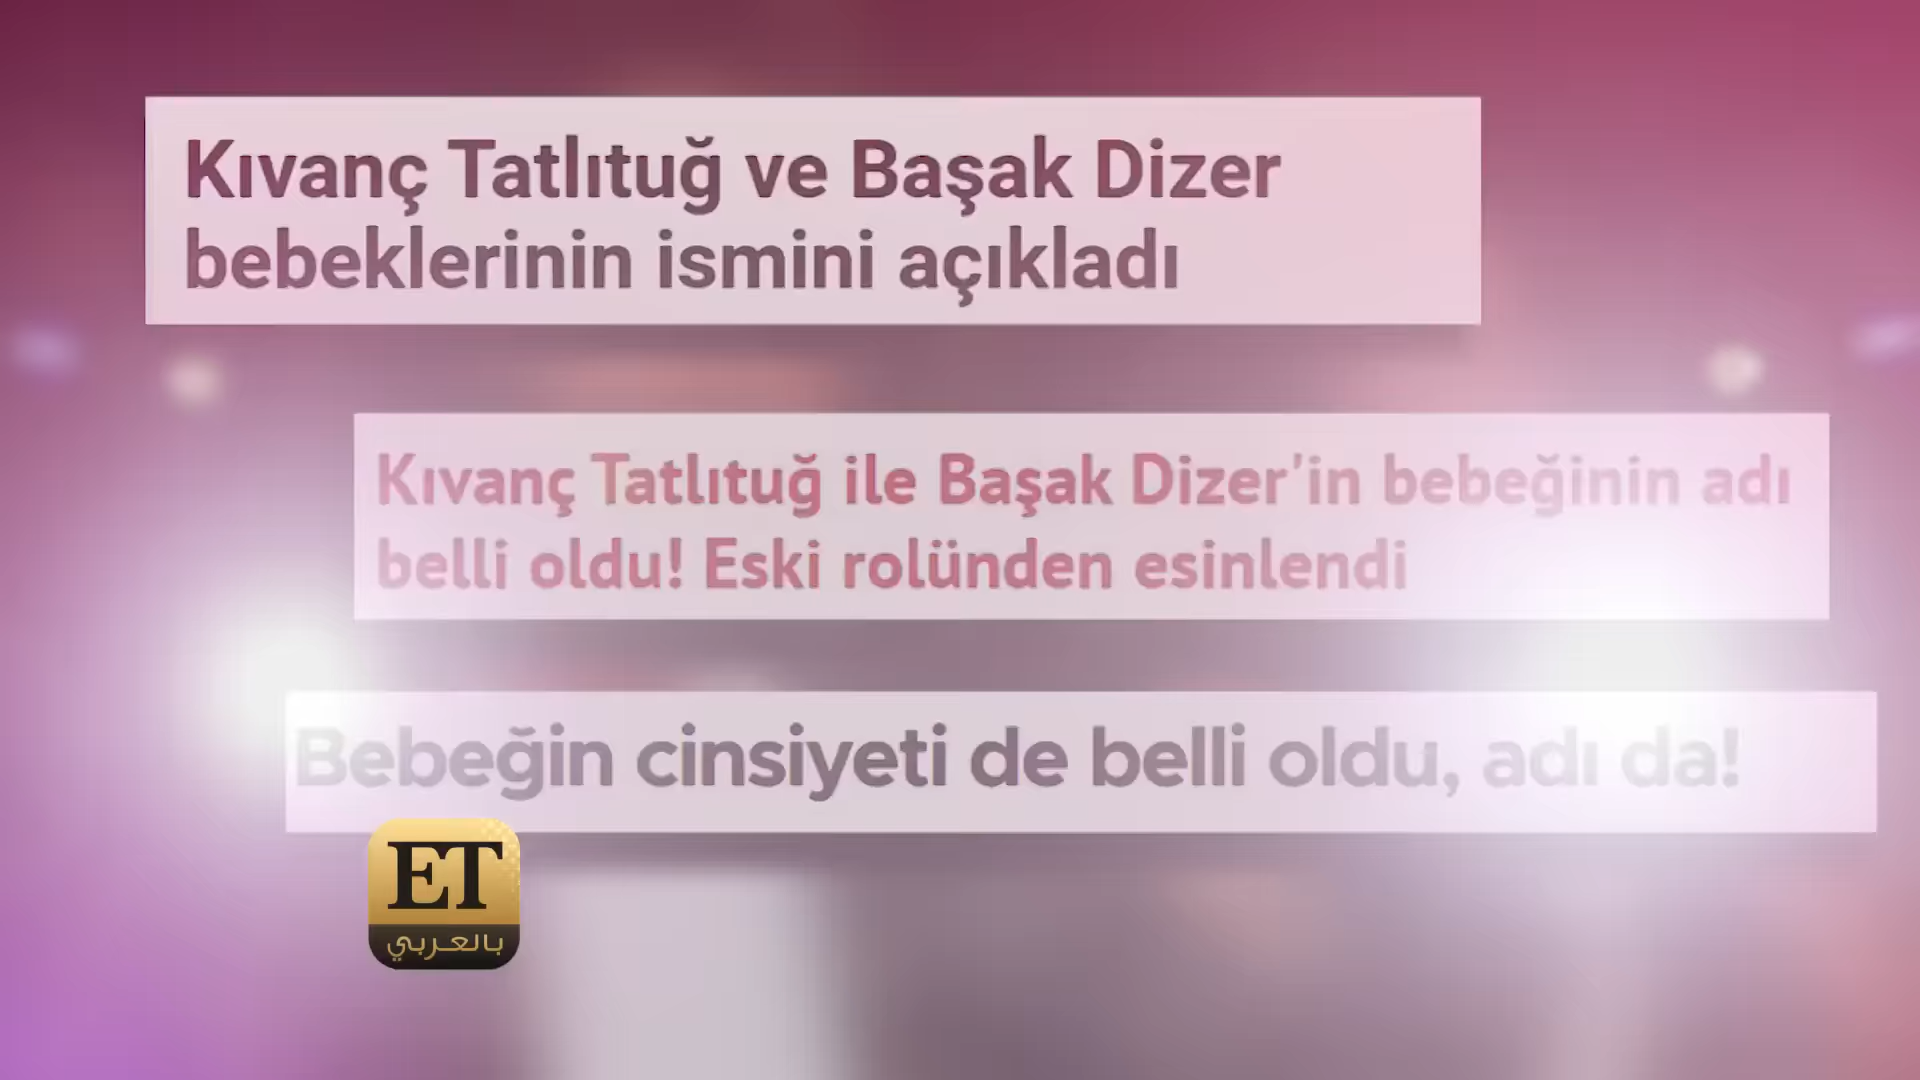 Kıvanç Tatlıtuğ ve Başak Dizer
bebeklerinin ismini açıkladı
Kıvanç Tatlıtuğ ile Başak Dizer'in bebeğinin adı
belli oldu! Eski rolünden esinlendi
Bebeğin cinsiyeti de belli oldu, adı da!
ET
بالعربي